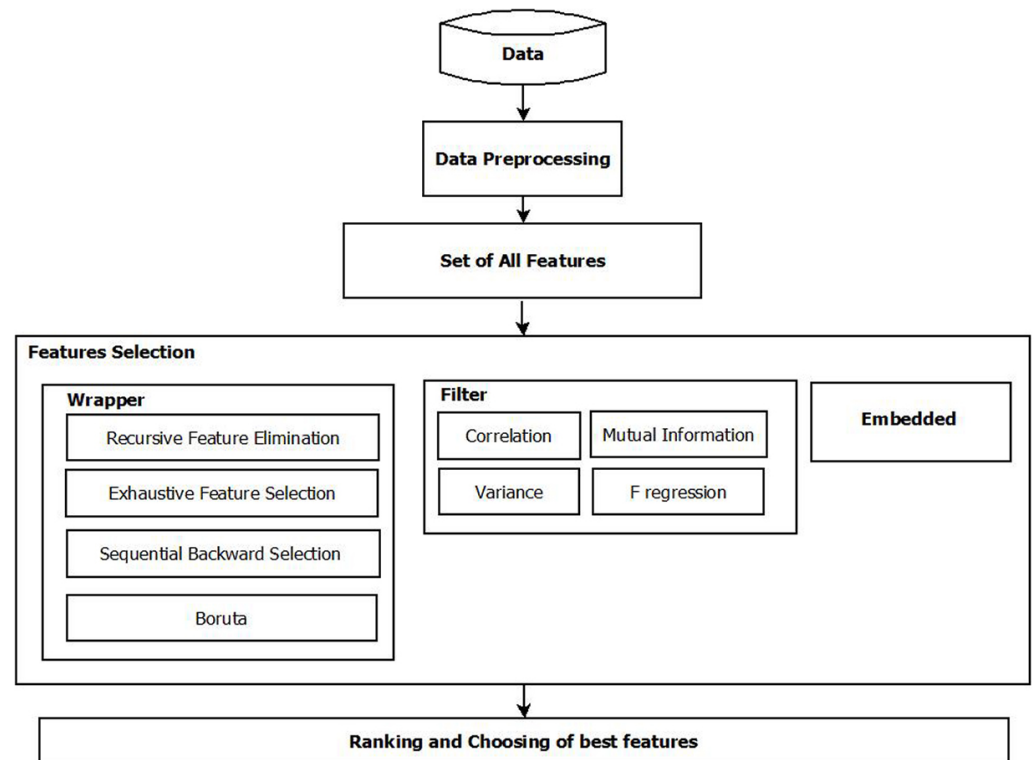 Data
Data Preprocessing
Set of All Features
Features Selection
Wrapper
Recursive Feature Elimination
Exhaustive Feature Selection
Sequential Backward Selection
Boruta
Filter
Correlation
Mutual Information
Variance
F regression
Embedded
Ranking and Choosing of best features